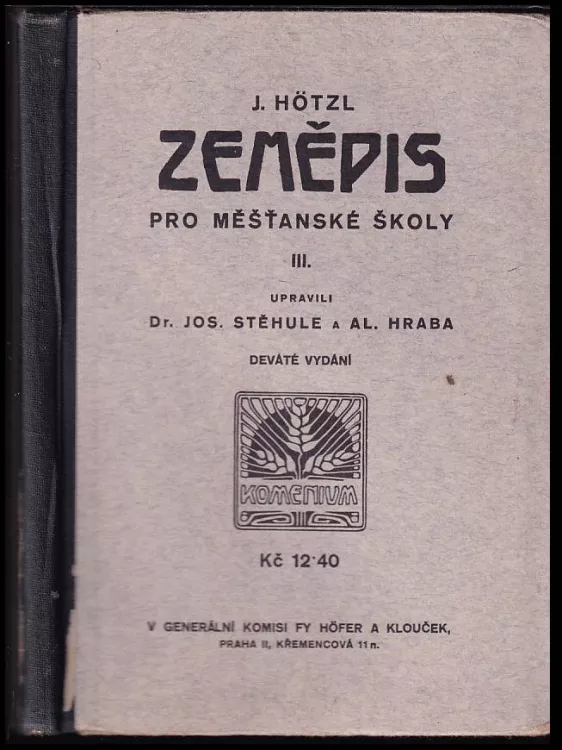 J. HÖTZL
ZEMĚPIS
PRO MĚŠŤANSKÉ ŠKOLY
III.
UPRAVILI
Dr. JOS. STĚHULE A AL. HRABA
DEVÁTÉ VYDÁNÍ
KOMENIUM
Kč 12·40
V GENERÁLNÍ KOMISI FY HÖFER A KLOUČEK,
PRAHA II, KŘEMENCOVÁ 11 n.